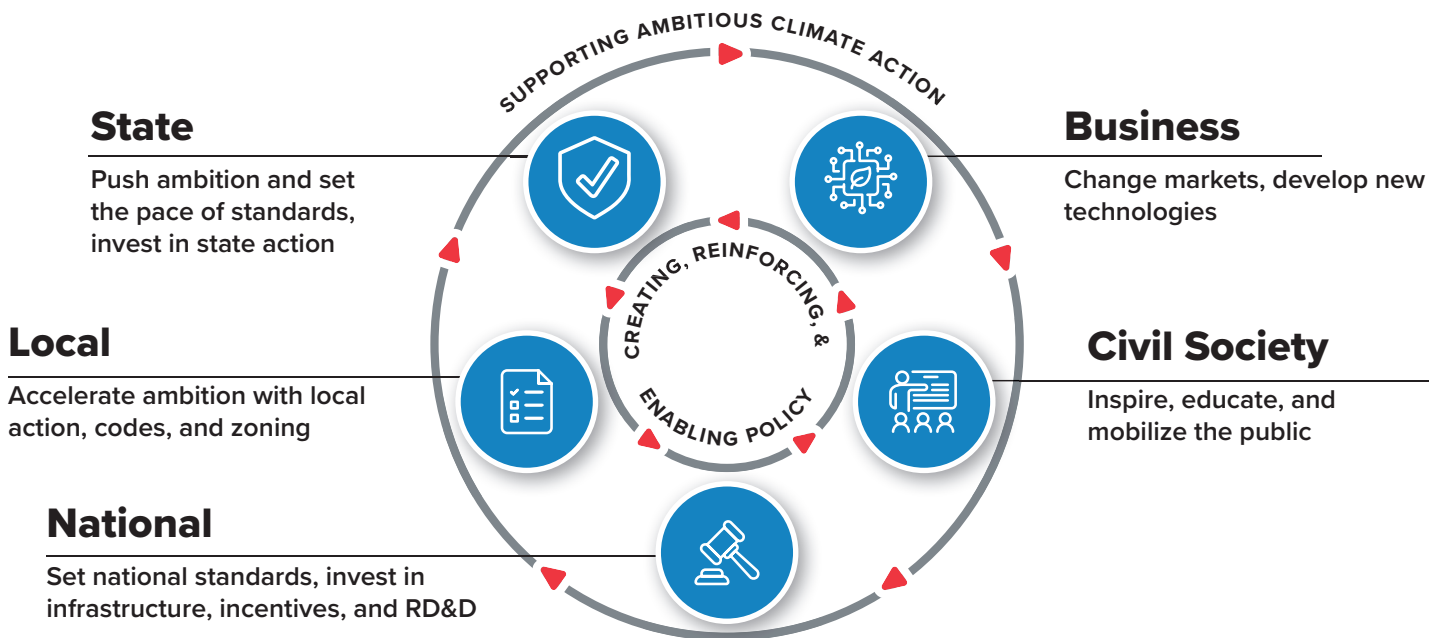 SUPPORTING AMBITIOUS CLIMATE ACTION
State
Push ambition and set
the pace of standards,
invest in state action
Business
Change markets, develop new
technologies
CREATING, REINFORCING, &
ENABLING POLICY
Local
Accelerate ambition with local
action, codes, and zoning
Civil Society
Inspire, educate, and
mobilize the public
National
Set national standards, invest in
infrastructure, incentives, and RD&D